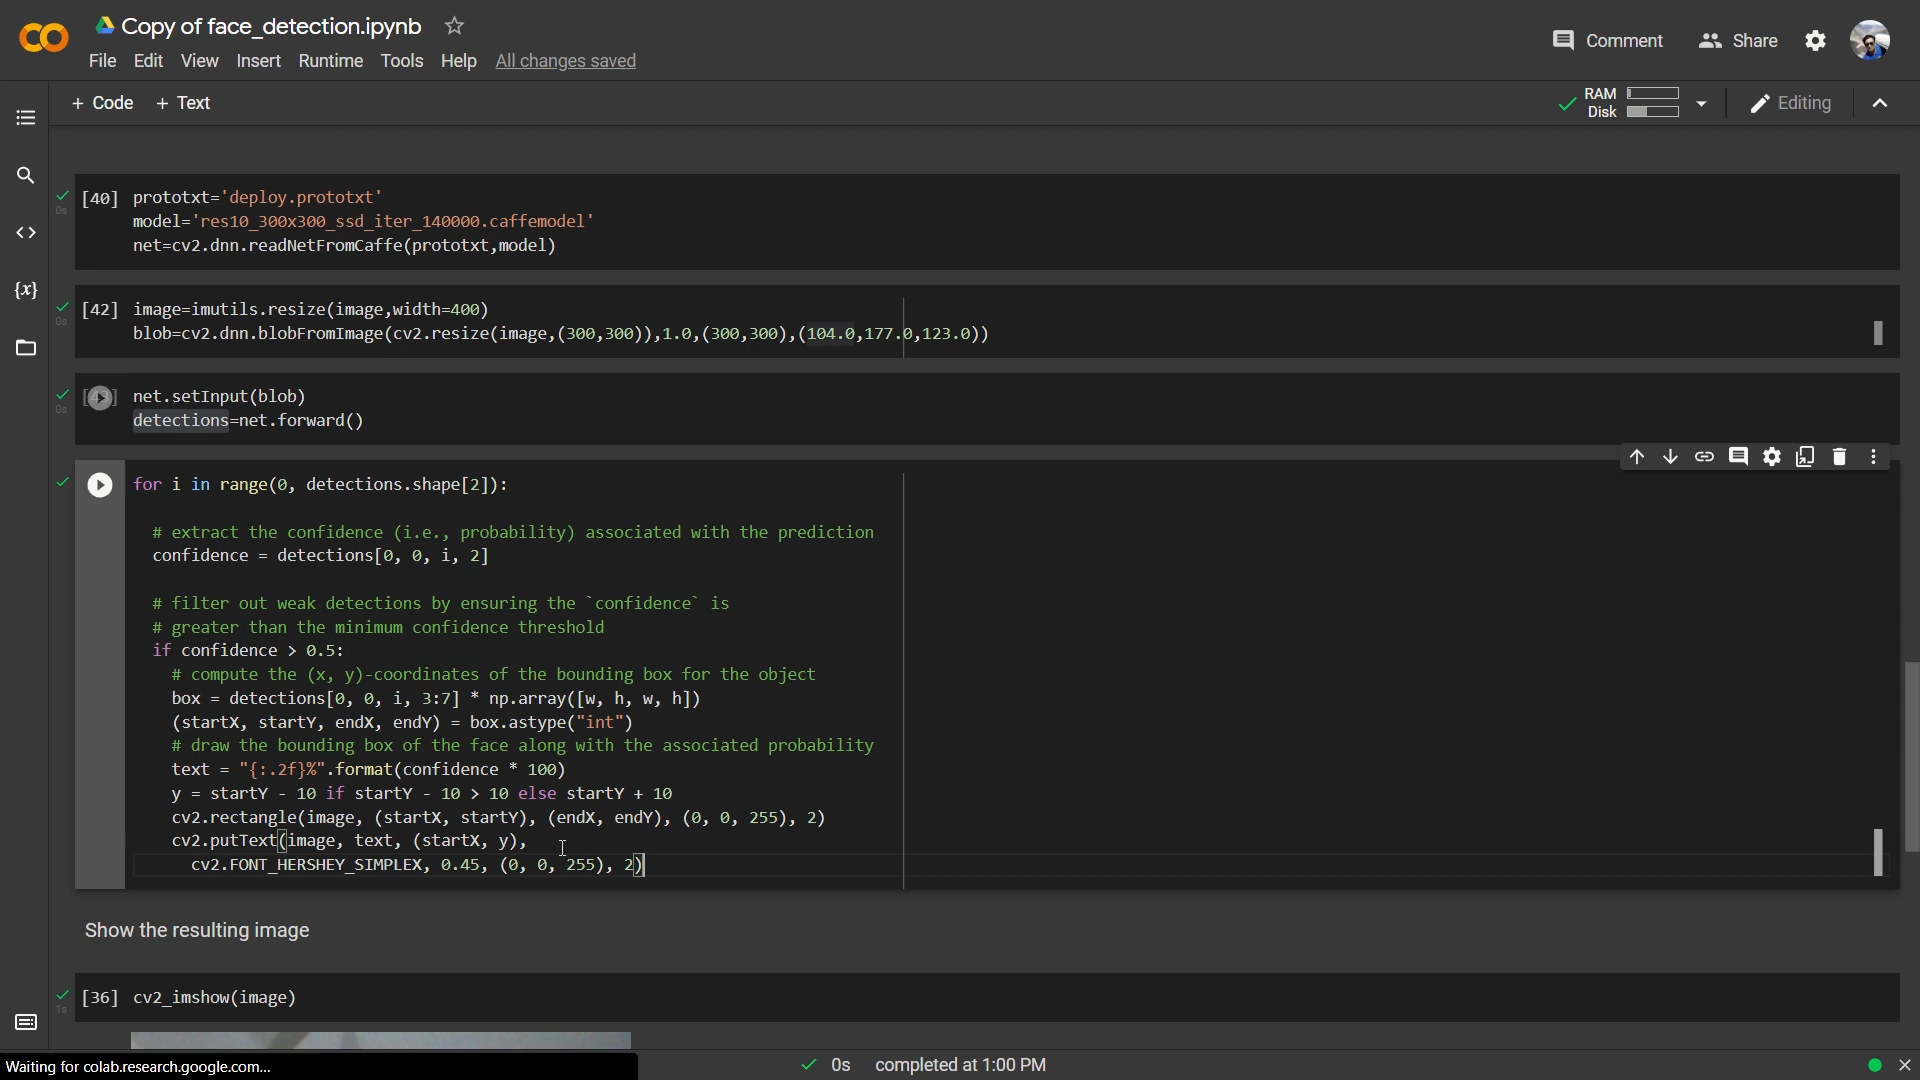 Copy of face_detection.ipynb
Comment
Share
File Edit View Insert Runtime Tools Help All changes saved
+ Code + Text
RAM
Disk
Editing
[40] prototxt='deploy.prototxt'
0s
model='res10_300x300_ssd_iter_140000.caffemodel'
net=cv2.dnn.readNetFromCaffe(prototxt,model)
{x}
[42] image=imutils.resize(image,width=400)
0s
blob=cv2.dnn.blobFromImage(cv2.resize(image,(300,300)),1.0,(300,300),(104.0,177.0,123.0))
[43] net.setInput(blob)
0s
detections=net.forward()
for i in range(0, detections.shape[2]):
# extract the confidence (i.e., probability) associated with the prediction
confidence = detections[0, 0, i, 2]
# filter out weak detections by ensuring the `confidence` is
# greater than the minimum confidence threshold
if confidence > 0.5:
# compute the (x, y)-coordinates of the bounding box for the object
box = detections[0, 0, i, 3:7] * np.array([w, h, w, h])
(startX, startY, endX, endY) = box.astype("int")
# draw the bounding box of the face along with the associated probability
text = "{:.2f}%".format(confidence * 100)
y = startY - 10 if startY - 10 > 10 else startY + 10
cv2.rectangle(image, (startX, startY), (endX, endY), (0, 0, 255), 2)
cv2.putText(image, text, (startX, y),
cv2.FONT_HERSHEY_SIMPLEX, 0.45, (0, 0, 255), 2)
Show the resulting image
[36] cv2_imshow(image)
1s
Waiting for colab.research.google.com...
0s completed at 1:00 PM